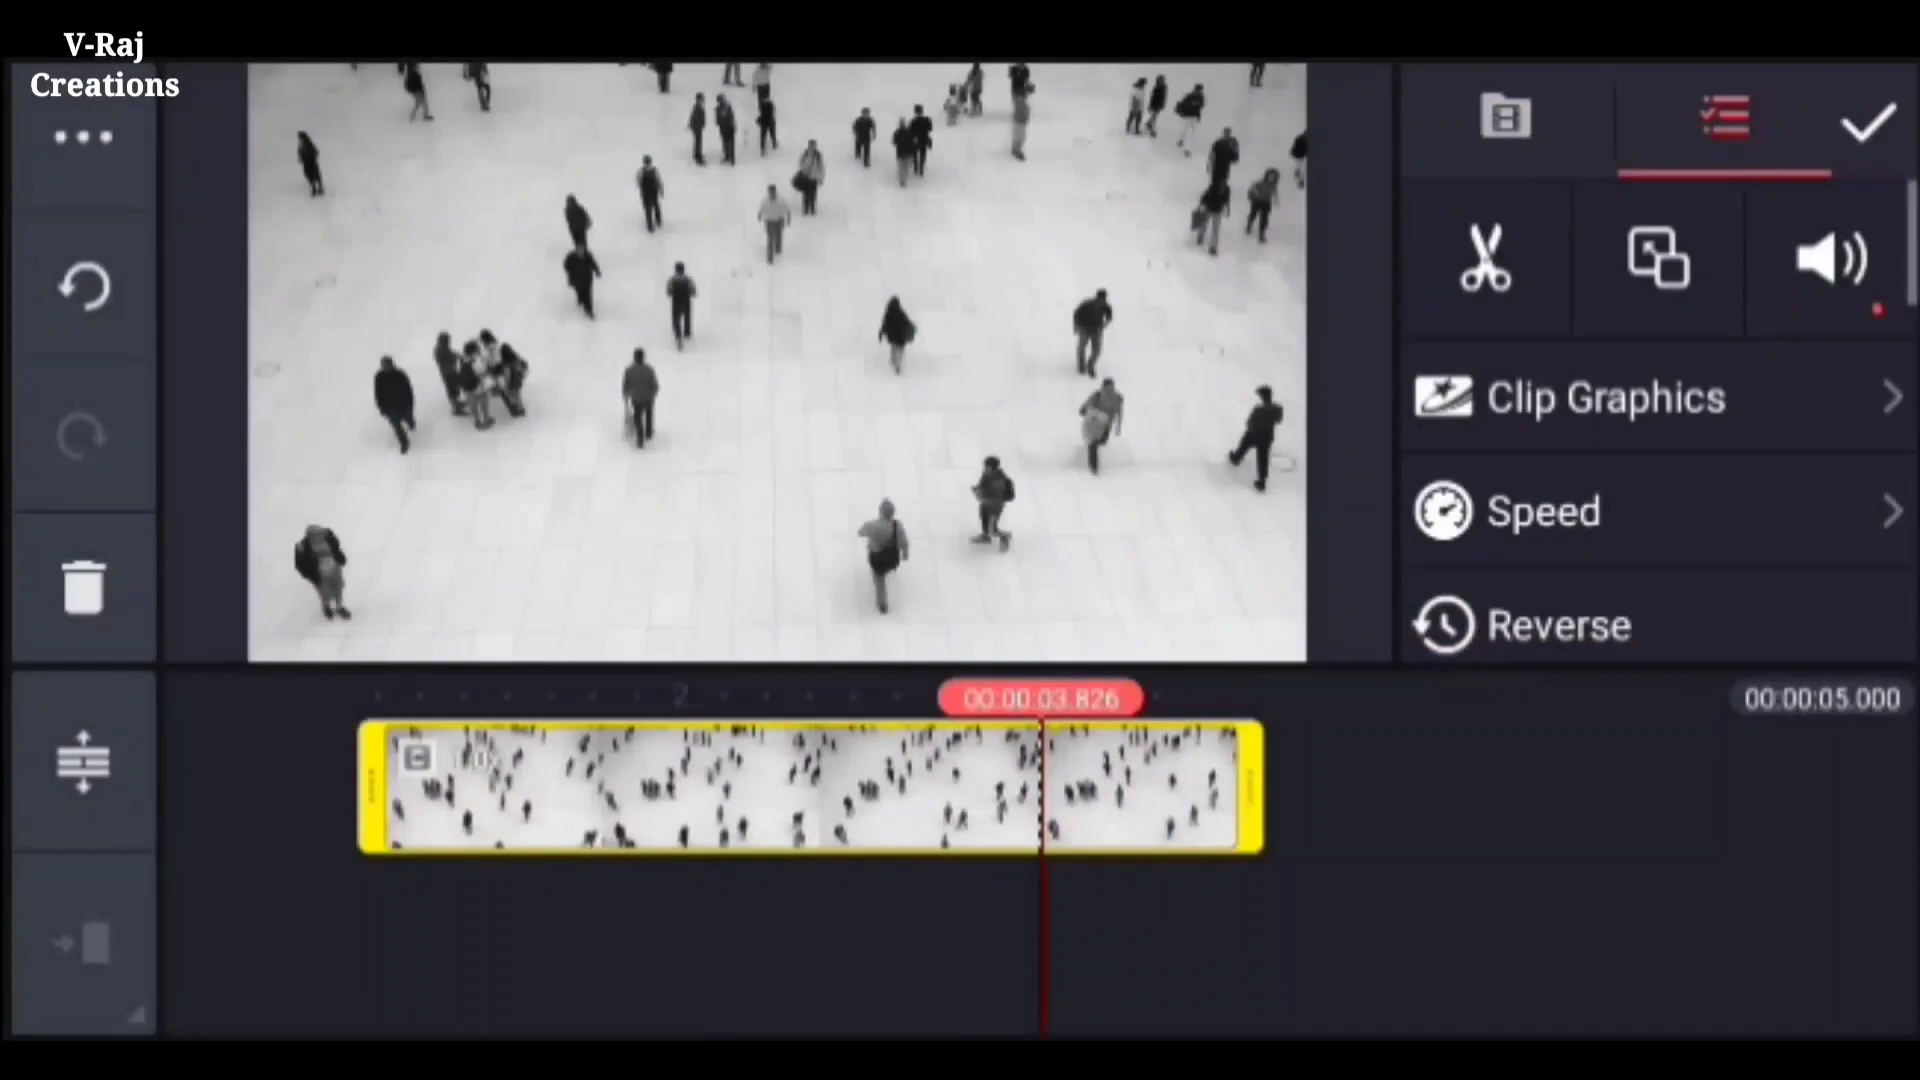 V-Raj
Creations
Clip Graphics
Speed
Reverse
2
00:00:03.826
00:00:05.000